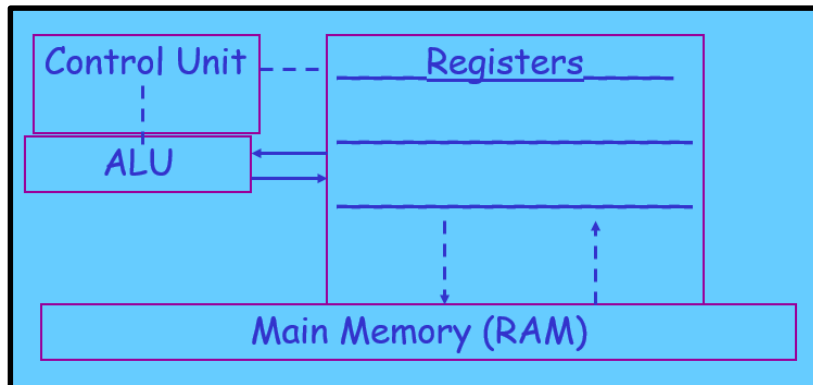 Control Unit
Registers
ALU
Main Memory (RAM)